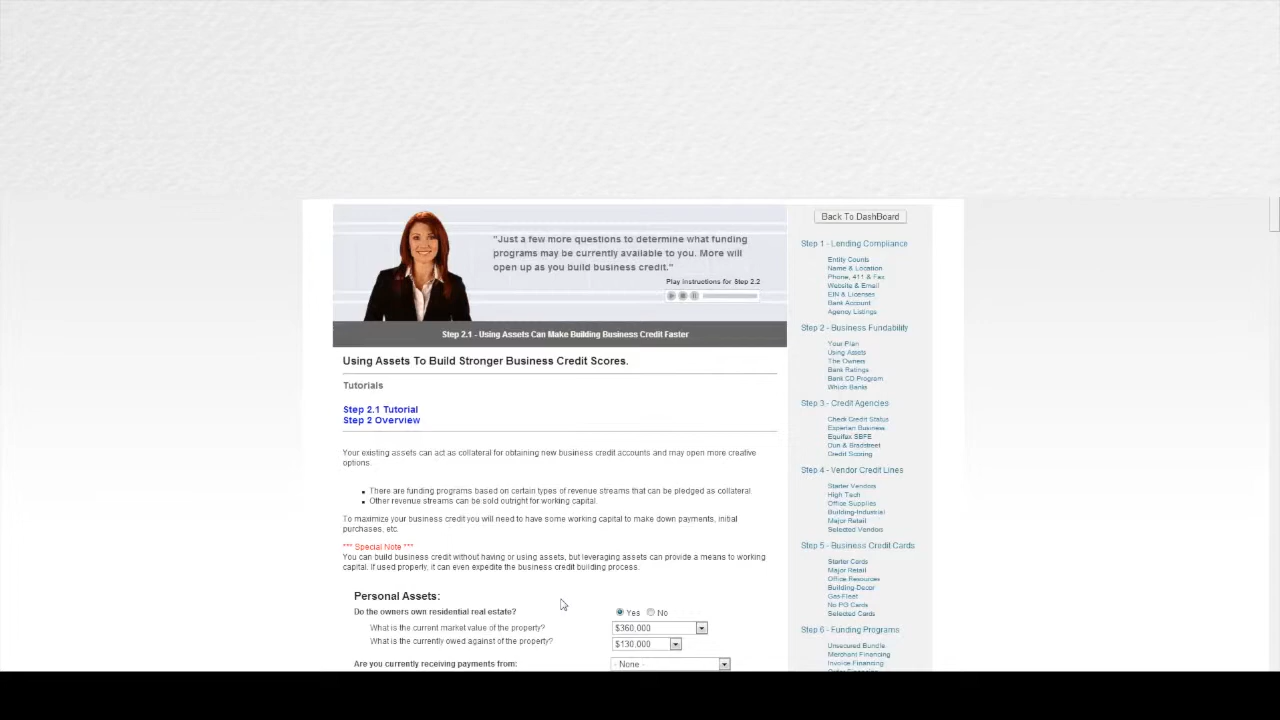 "Just a few more questions to determine what funding
programs may be currently available to you. More will
open up as you build business credit."
Play Instructions for Step 2.2
Step 2.1 - Using Assets Can Make Building Business Credit Faster
Using Assets To Build Stronger Business Credit Scores.
Tutorials
Step 2.1 Tutorial
Step 2 Overview
Your existing assets can act as collateral for obtaining new business credit accounts and may open more creative
options.
There are funding programs based on certain types of revenue streams that can be pledged as collateral.
Other revenue streams can be sold outright for working capital.
To maximize your business credit you will need to have some working capital to make down payments, initial
purchases, etc.
*** Special Note ***
You can build business credit without having or using assets, but leveraging assets can provide a means to working
capital. If used properly, it can even expedite the business credit building process.
Personal Assets:
Do the owners own residential real estate? Yes No
What is the current market value of the property? $360,000
What is the currently owed against of the property? $130,000
Are you currently receiving payments from: - None -
Back To DashBoard
Step 1 - Lending Compliance
Entity Counts
Name & Location
Phone, 411 & Fax
Website & Email
EIN & Licenses
Bank Account
Agency Listings
Step 2 - Business Fundability
Your Plan
Using Assets
The Owners
Bank Ratings
Bank CD Program
Which Banks
Step 3 - Credit Agencies
Check Credit Status
Experian Business
Equifax SBFE
Dun & Bradstreet
Credit Scoring
Step 4 - Vendor Credit Lines
Starter Vendors
High Tech
Office Supplies
Building-Industrial
Major Retail
Selected Vendors
Step 5 - Business Credit Cards
Starter Cards
Major Retail
Office Resources
Building-Decor
Gas-Fleet
No PG Cards
Selected Cards
Step 6 - Funding Programs
Unsecured Bundle
Merchant Financing
Invoice Financing